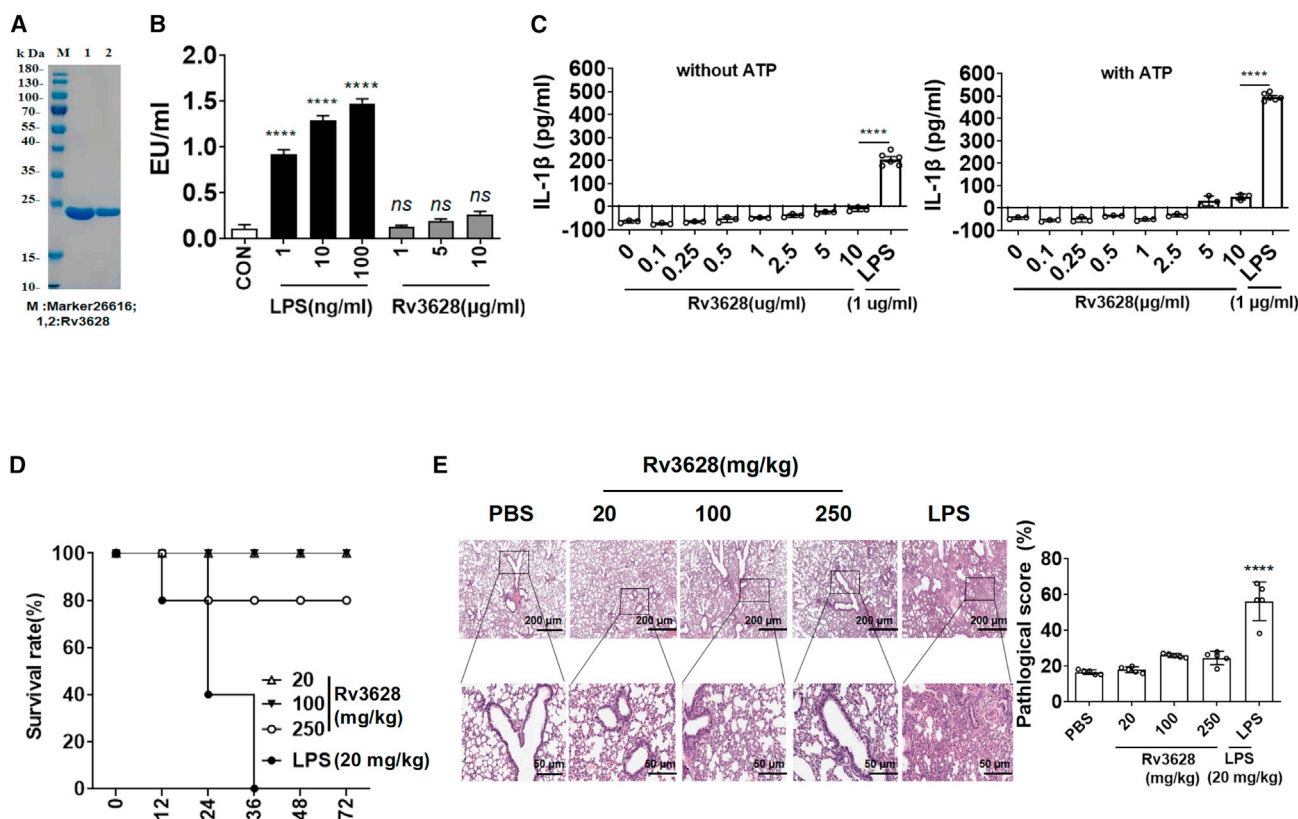 A
k Da M 1 2
180-
130-
100-
70-
55-
40-
35-
25-
15-
10-
M :Marker26616;
1,2:Rv3628
B
EU/ml
2.0
1.5
1.0
0.5
0.0
**** **** ****
ns ns ns
CON 1 10 100 1 5 10
LPS(ng/ml) Rv3628(μg/ml)
C
IL-1β (pg/ml)
without ATP
600
500
400
300
200
100
0
-100
****
0 0.1 0.25 0.5 1 2.5 5 10 LPS
Rv3628(ug/ml) (1 ug/ml)
IL-1β (pg/ml)
with ATP
600
500
400
300
200
100
0
-100
****
0 0.1 0.25 0.5 1 2.5 5 10 LPS
Rv3628(μg/ml) (1 μg/ml)
D
Survival rate(%)
100
80
60
40
20
0
20
100
250
Rv3628
(mg/kg)
LPS (20 mg/kg)
0 12 24 36 48 72
E
Rv3628(mg/kg)
PBS 20 100 250 LPS
200 μm 200 μm 200 μm 200 μm 200 μm
50 μm 50 μm 50 μm 50 μm 50 μm
Pathlogical score (%)
80
60
40
20
0
****
PBS 20 100 250 LPS
Rv3628 LPS
(mg/kg) (20 mg/kg)